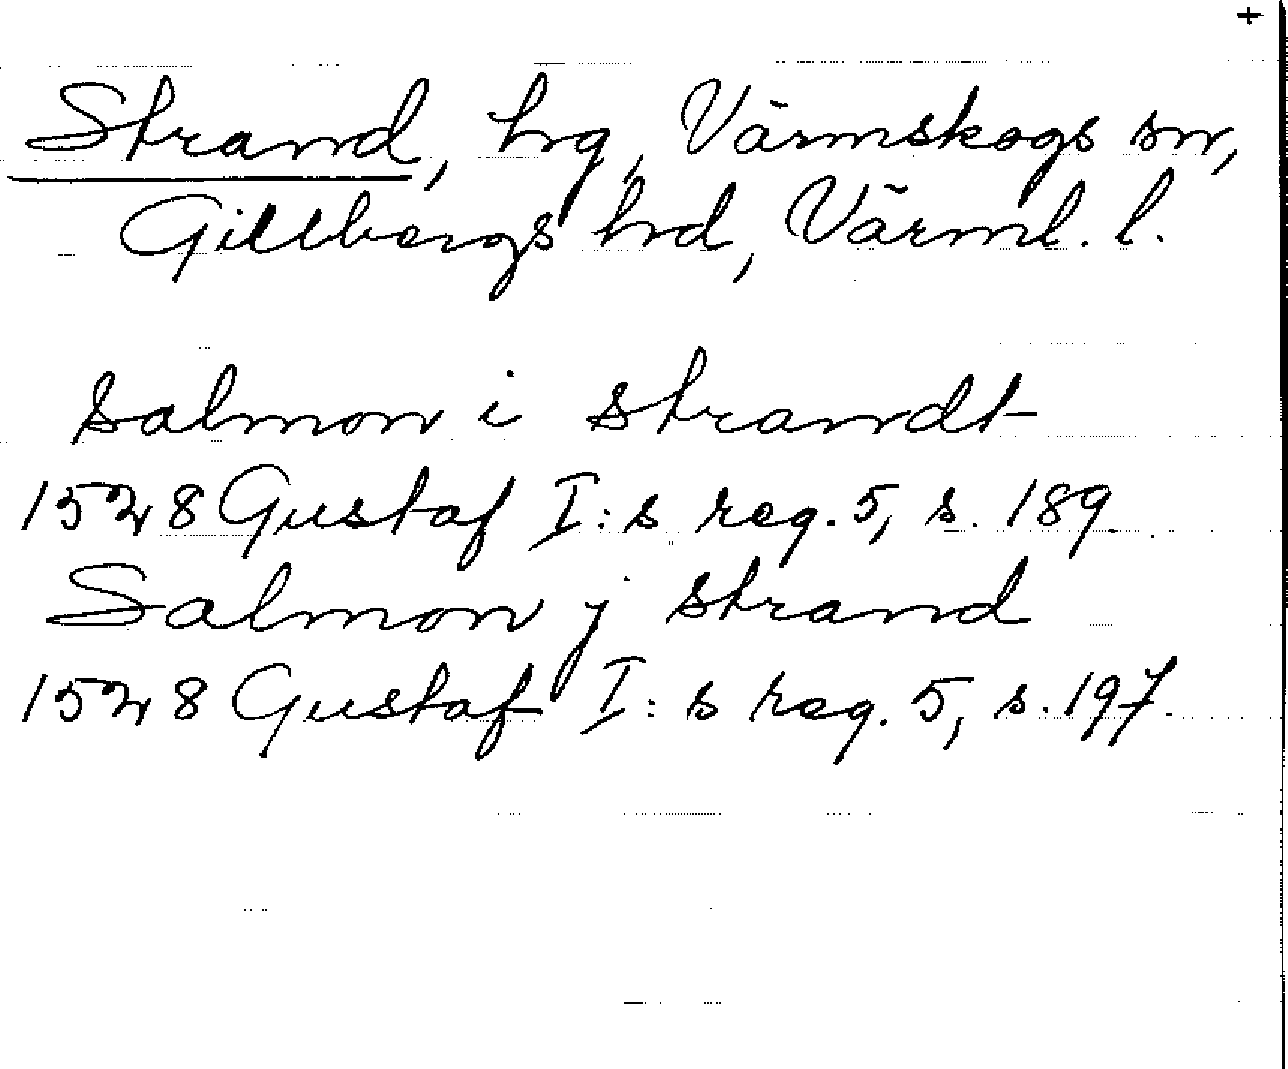 +
Strand, hg, Värmskogs sn,
Gillbergs hd, Värml. l.
Salmon i strandt
1528 Gustaf I:s reg. 5, s. 189.
Salmon j strand
1528 Gustaf I:s reg. 5, s. 197.